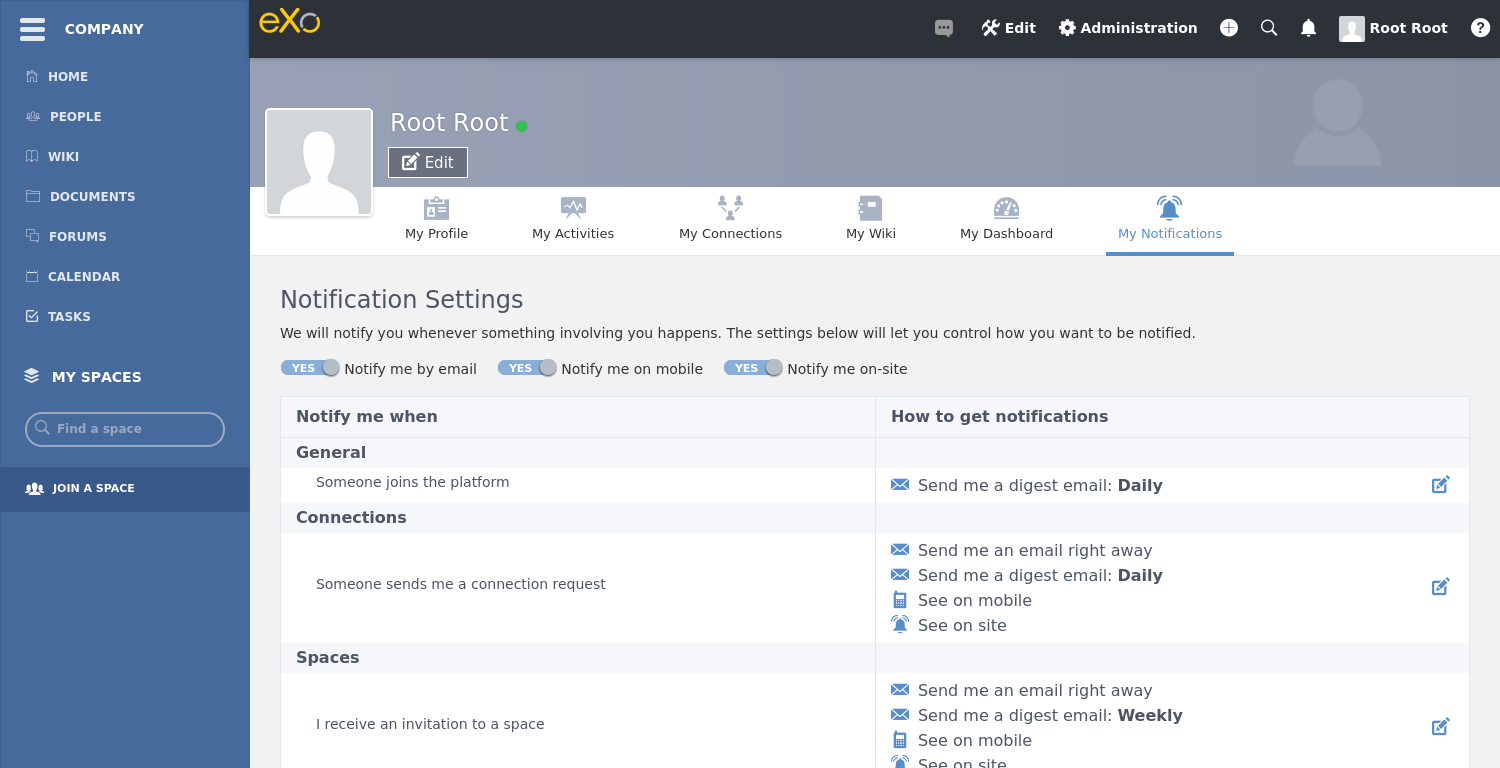 COMPANY
HOME
PEOPLE
WIKI
DOCUMENTS
FORUMS
CALENDAR
TASKS
MY SPACES
Find a space
JOIN A SPACE
eXo
Edit
Administration
Root Root
Root Root
Edit
My Profile
My Activities
My Connections
My Wiki
My Dashboard
My Notifications
Notification Settings
We will notify you whenever something involving you happens. The settings below will let you control how you want to be notified.
YES Notify me by email YES Notify me on mobile YES Notify me on-site
Notify me when
How to get notifications
General
Someone joins the platform
Send me a digest email: Daily
Connections
Someone sends me a connection request
Send me an email right away
Send me a digest email: Daily
See on mobile
See on site
Spaces
I receive an invitation to a space
Send me an email right away
Send me a digest email: Weekly
See on mobile
See on site